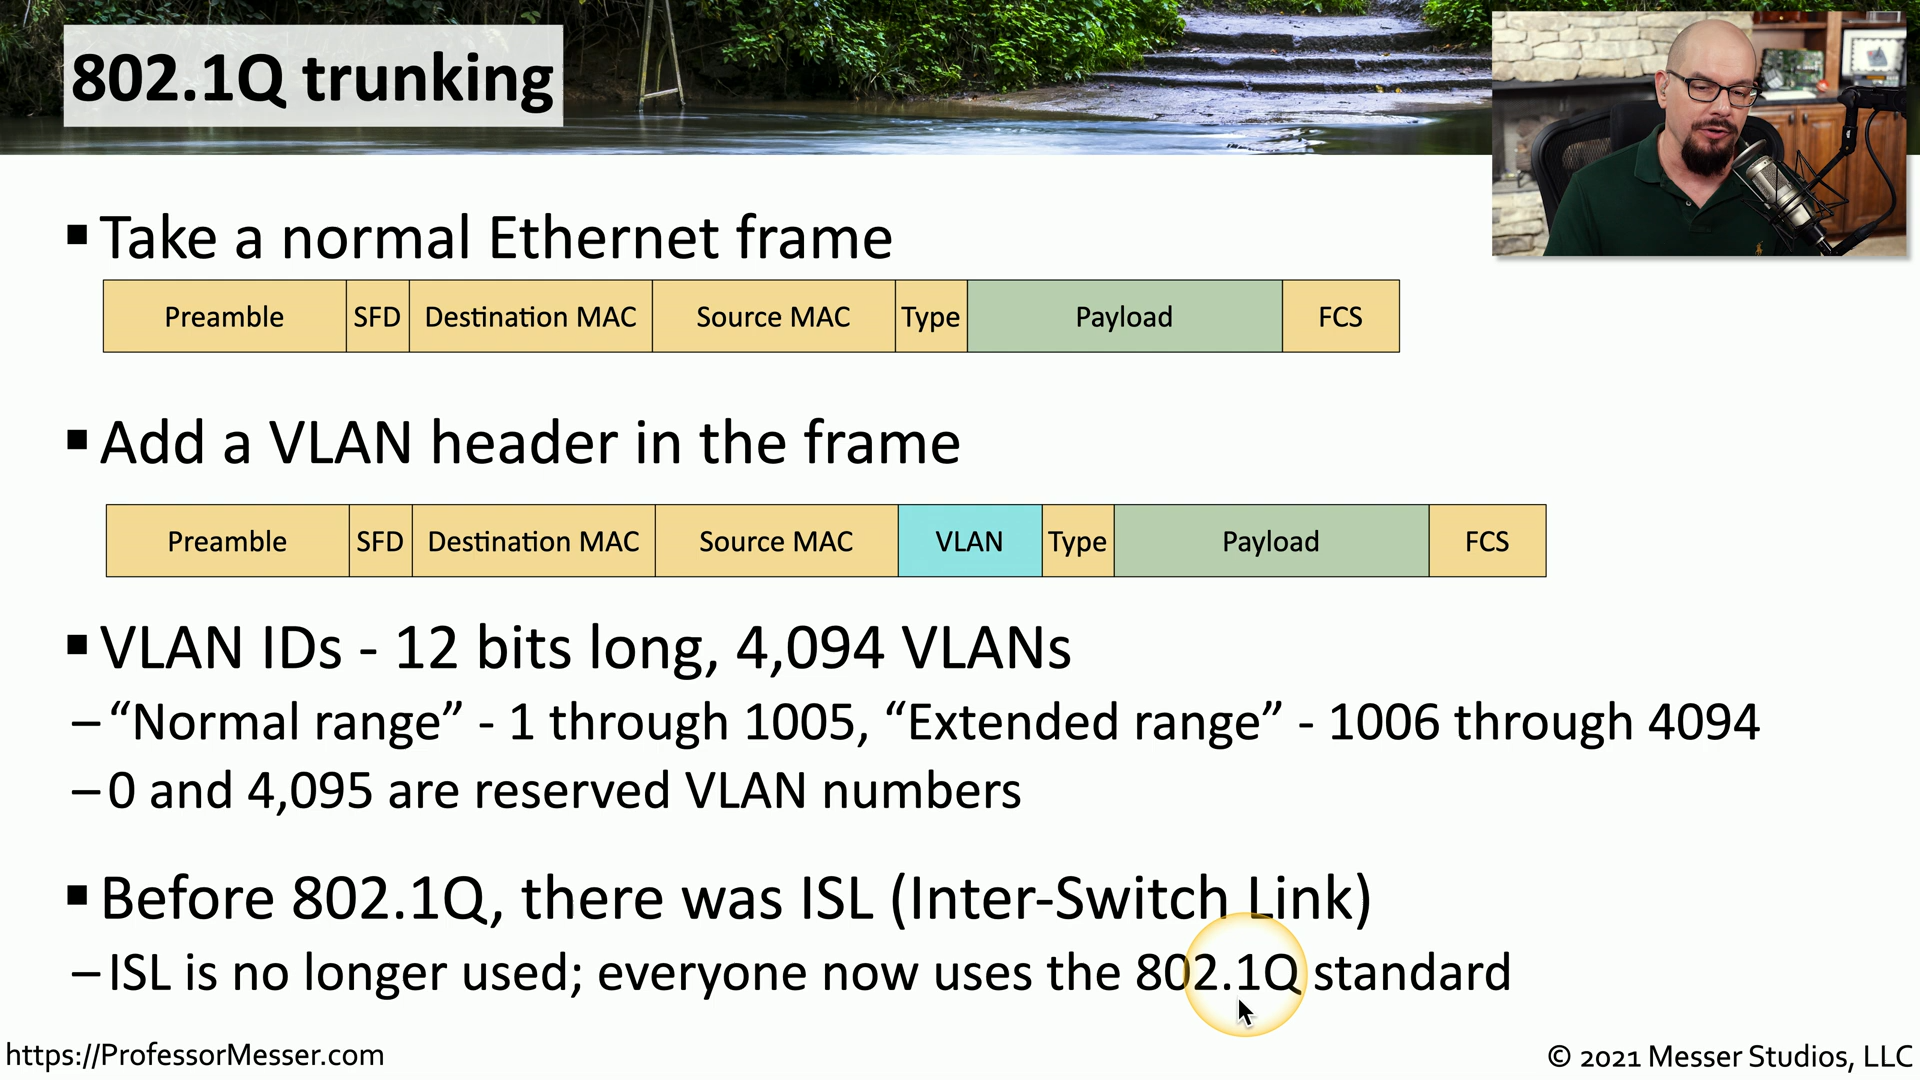 802.1Q trunking
Take a normal Ethernet frame
Preamble SFD Destination MAC Source MAC Type Payload FCS
Add a VLAN header in the frame
Preamble SFD Destination MAC Source MAC VLAN Type Payload FCS
VLAN IDs - 12 bits long, 4,094 VLANs
– “Normal range” - 1 through 1005, “Extended range” - 1006 through 4094
– 0 and 4,095 are reserved VLAN numbers
Before 802.1Q, there was ISL (Inter-Switch Link)
– ISL is no longer used; everyone now uses the 802.1Q standard
https://ProfessorMesser.com
© 2021 Messer Studios, LLC